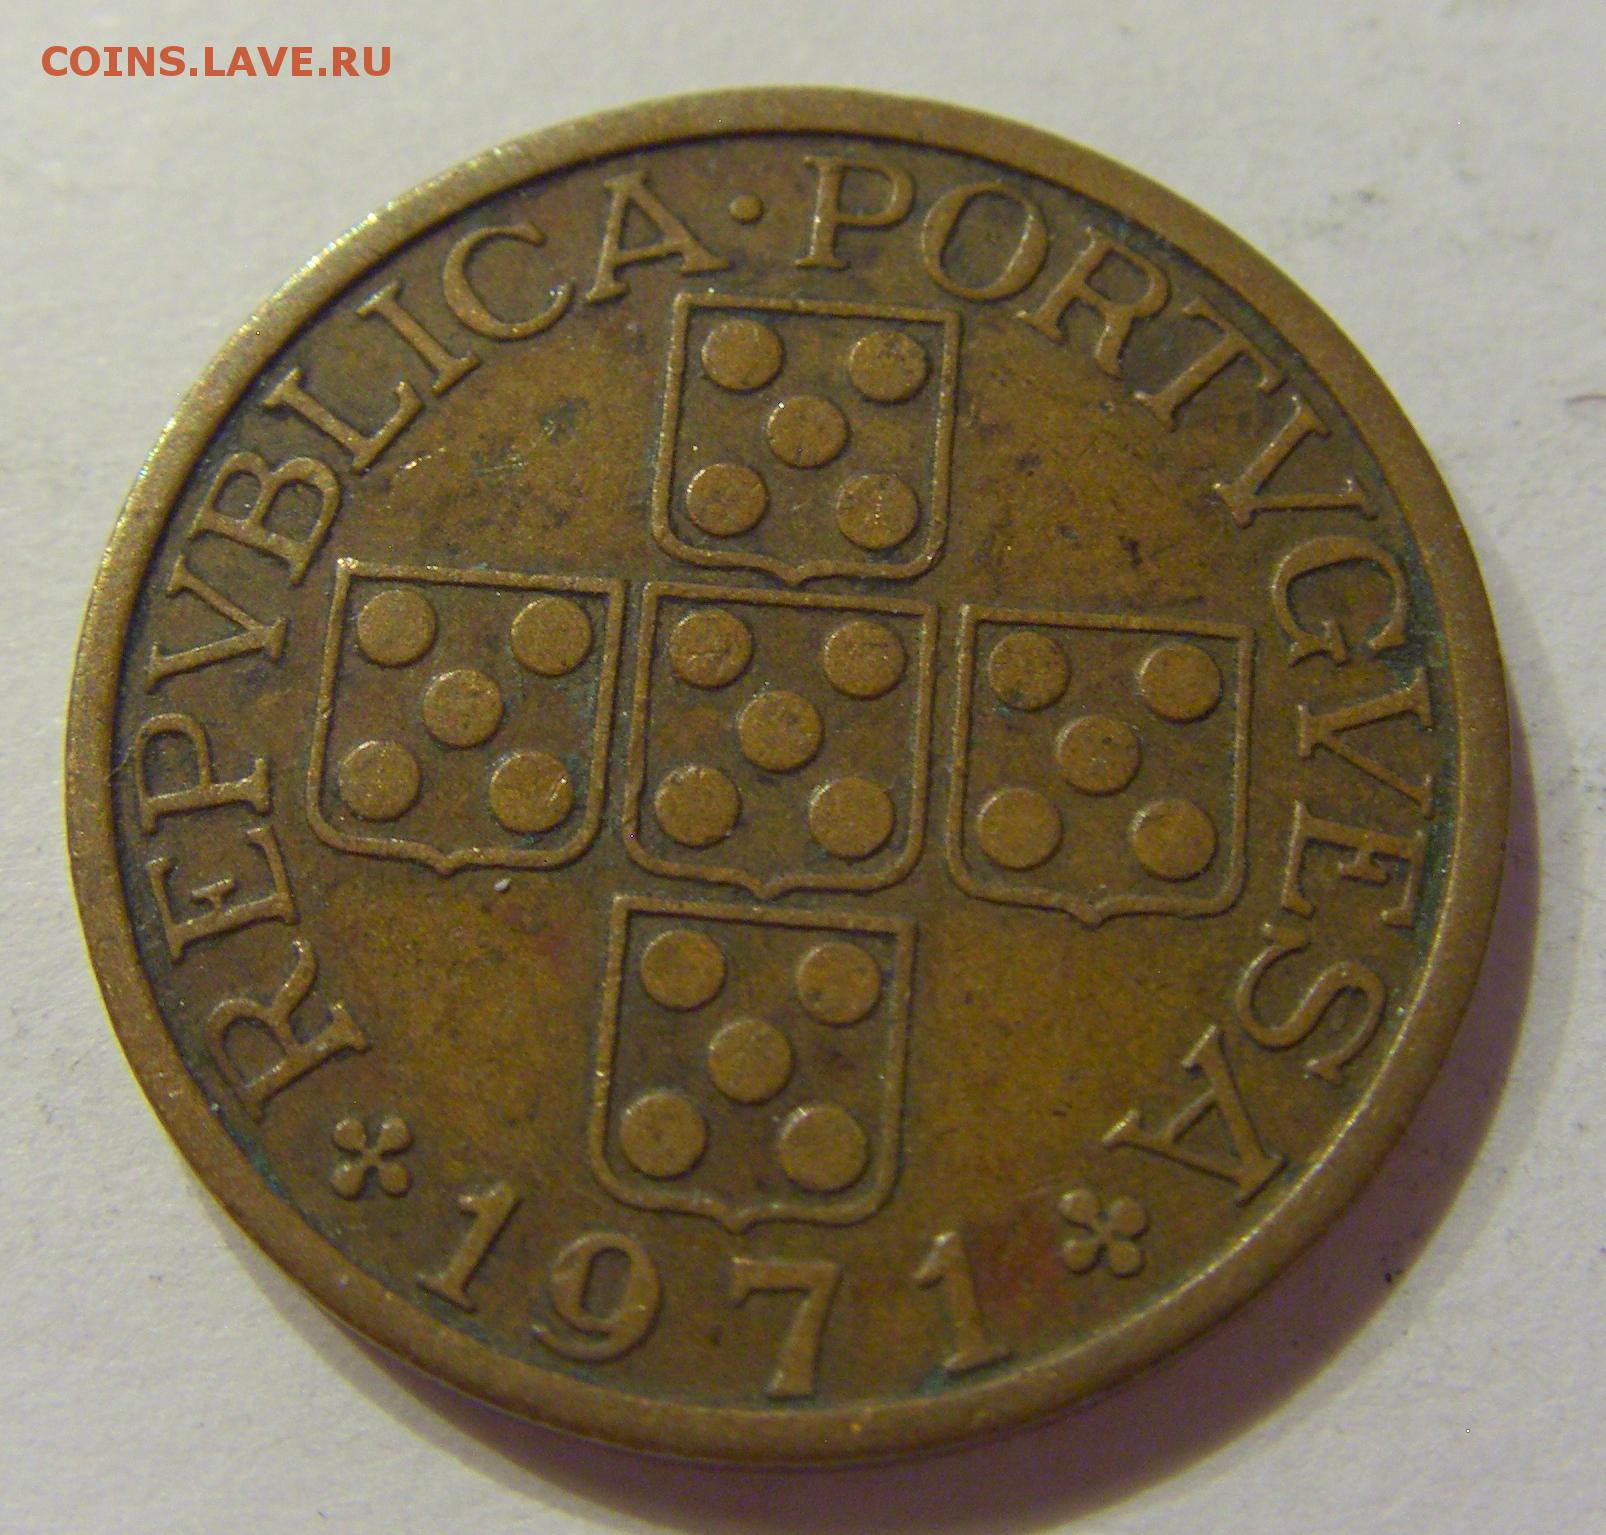 COINS.LAVE.RU
REPVBLICA · PORTVGVESA
1971